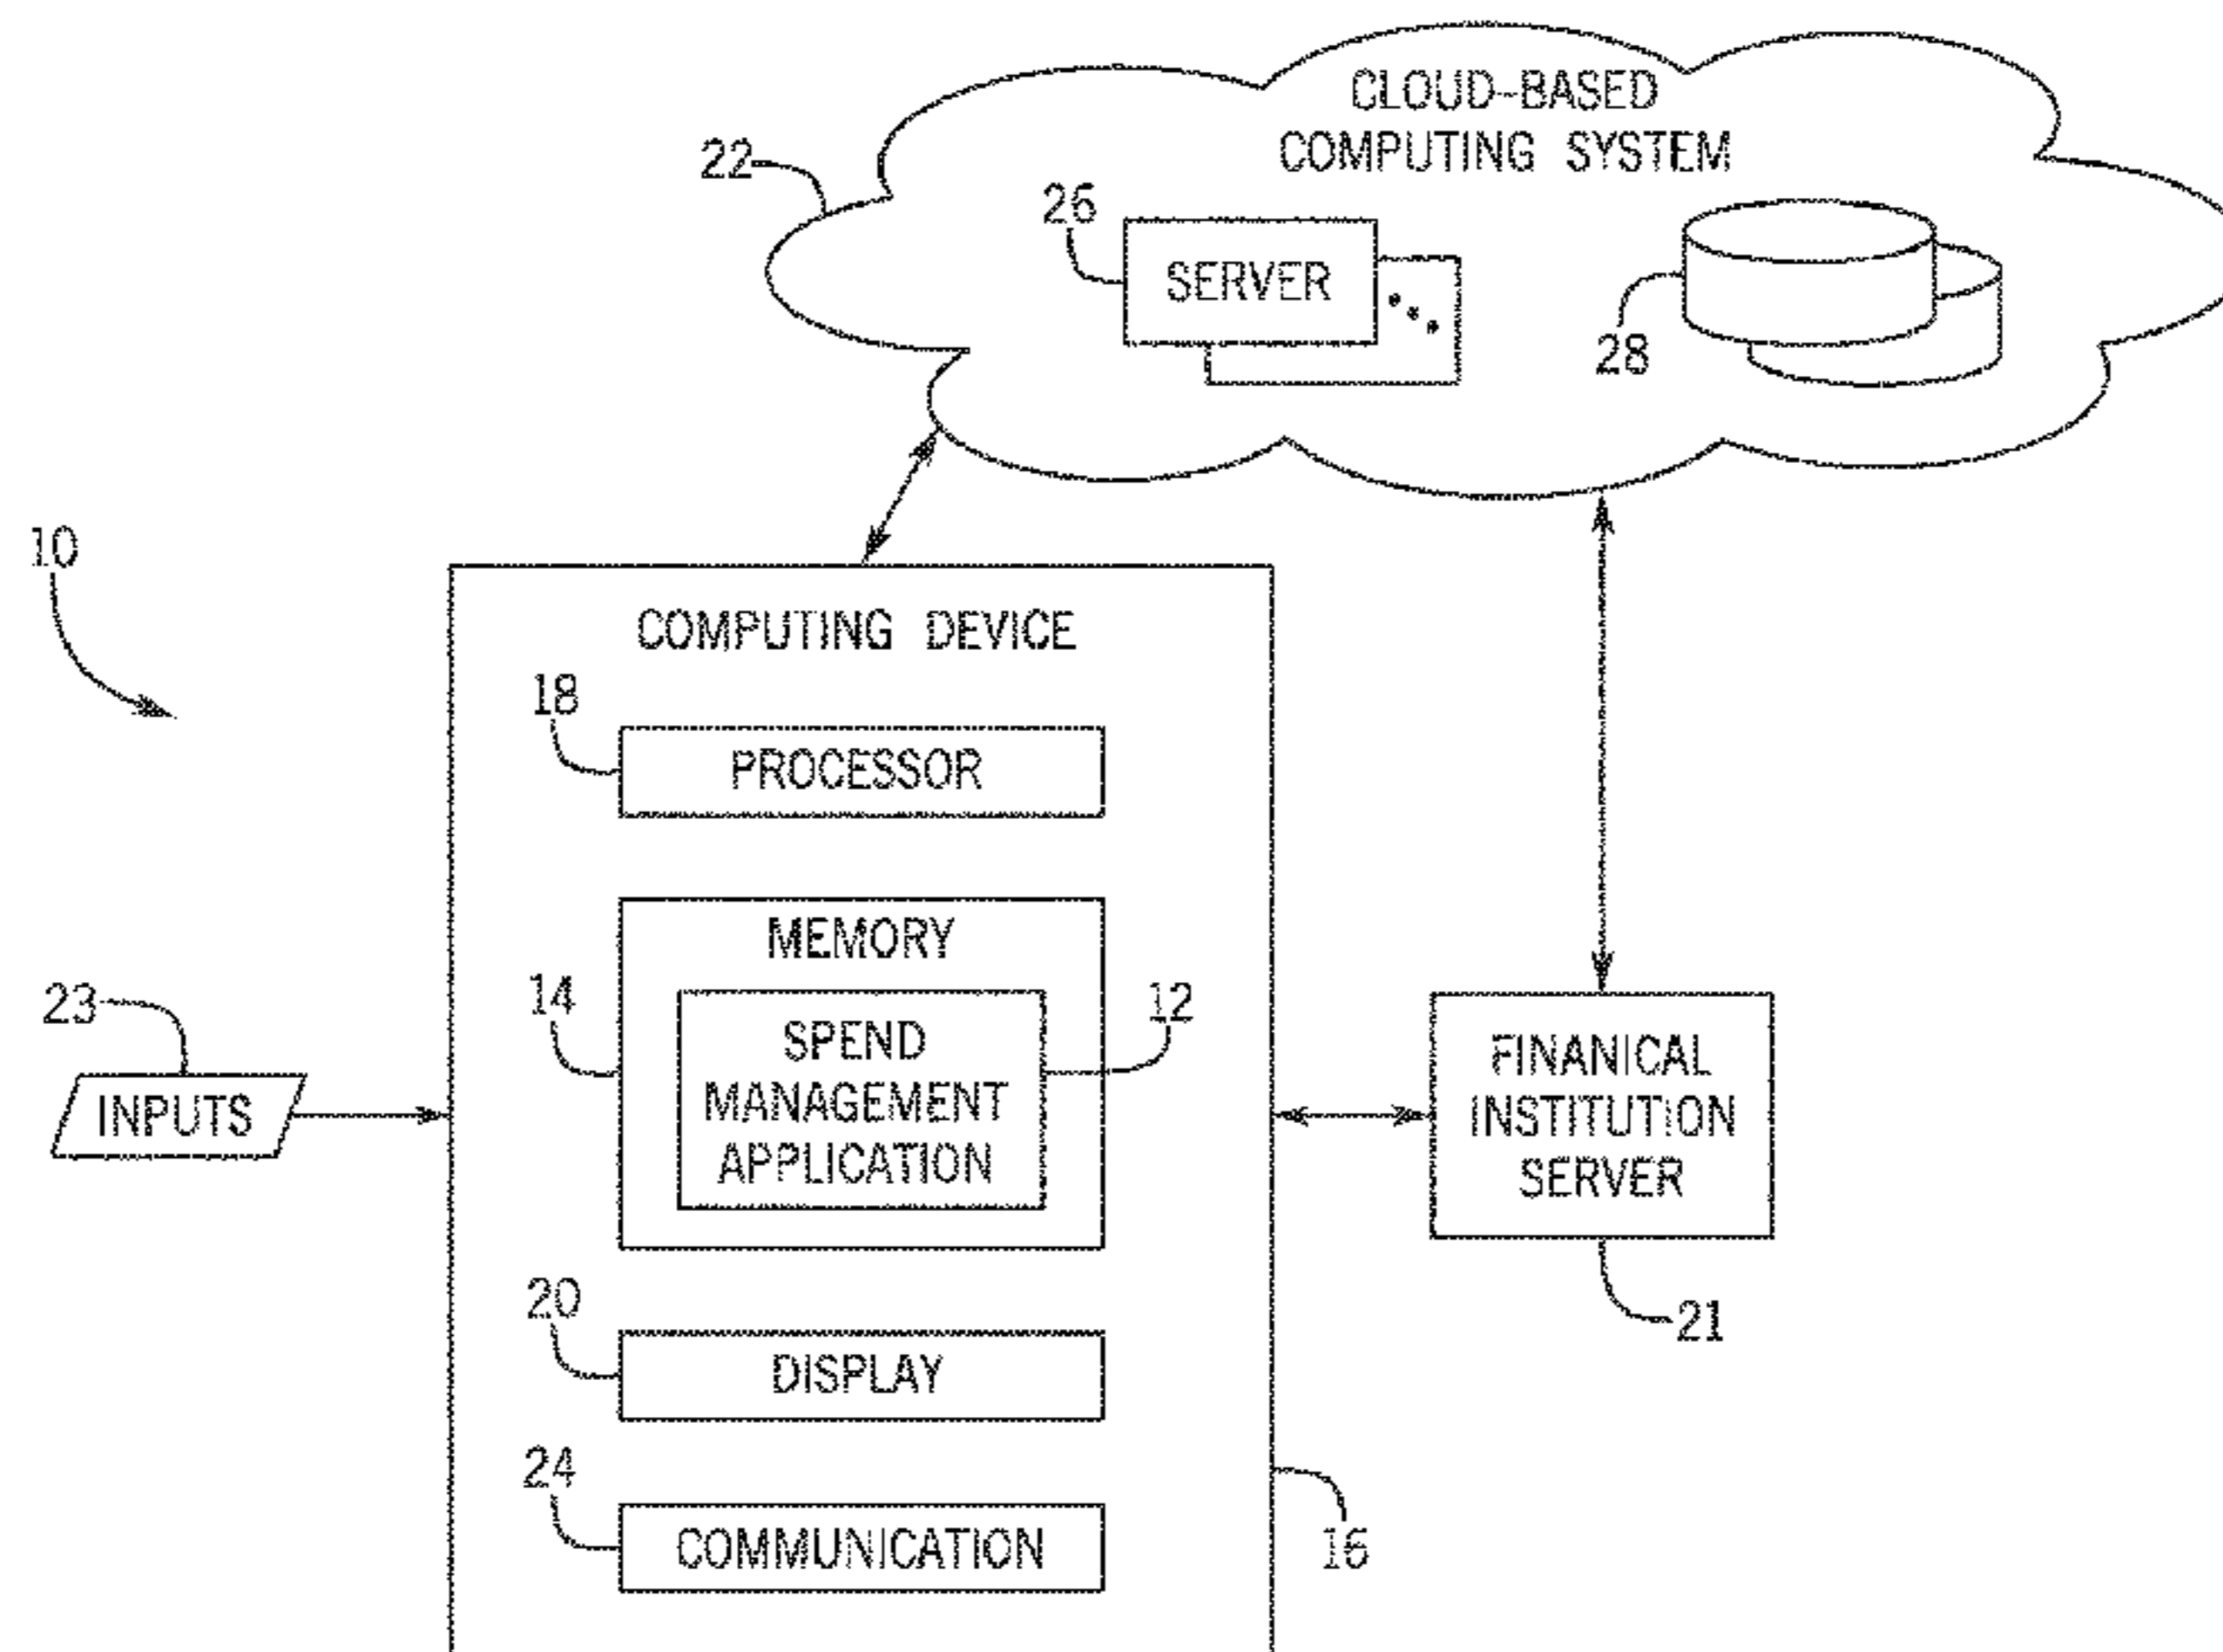 CLOUD-BASED
COMPUTING SYSTEM
22
26
SERVER
28
10
COMPUTING DEVICE
18
PROCESSOR
MEMORY
14
12
SPEND
MANAGEMENT
APPLICATION
23
INPUTS
FINANICAL
INSTITUTION
SERVER
21
20
DISPLAY
24
COMMUNICATION
16